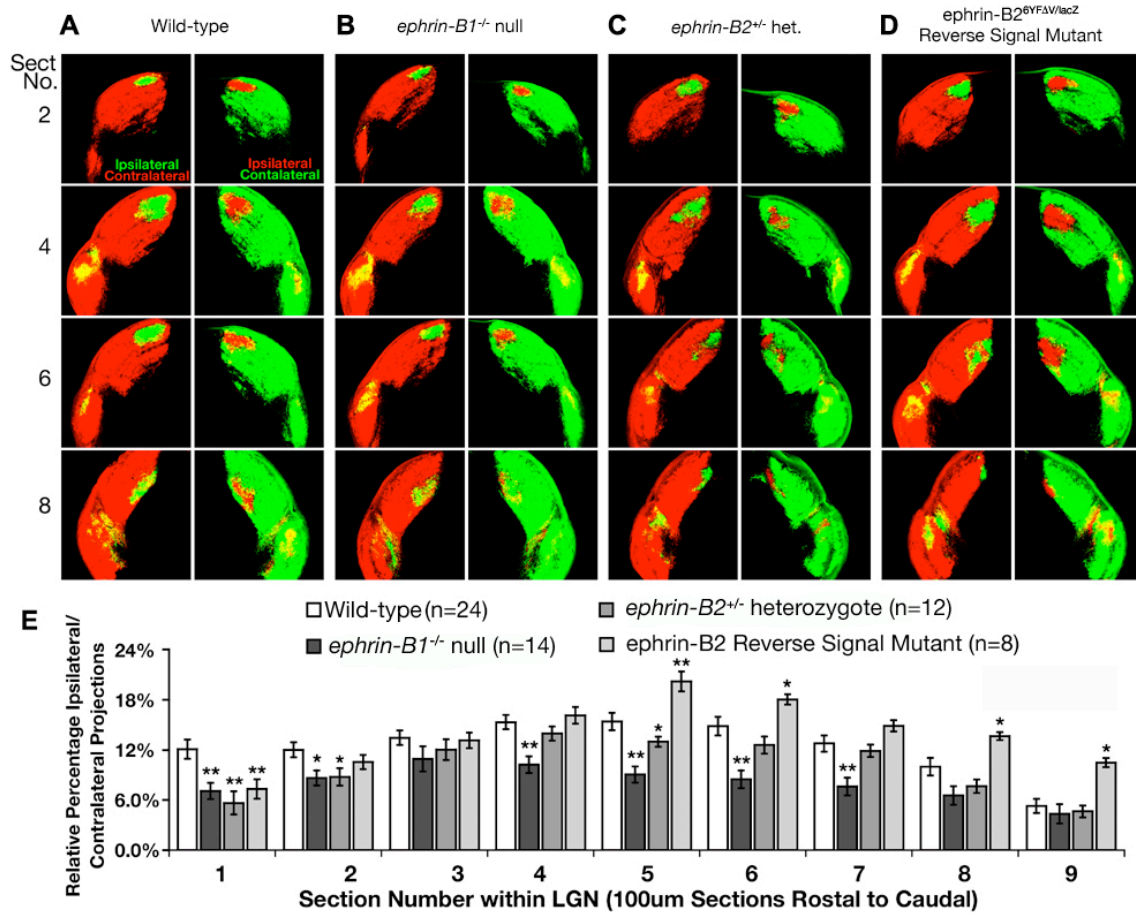 A
Wild-type
B
ephrin-B1-/- null
C
ephrin-B2+/- het.
D
ephrin-B26YFΔV/lacZ
Reverse Signal Mutant
Sect
No.
2
Ipsilateral
Contralateral
Ipsilateral
Contalateral
4
6
8
E
Wild-type (n=24)
ephrin-B2+/- heterozygote (n=12)
ephrin-B1-/- null (n=14)
ephrin-B2 Reverse Signal Mutant (n=8)
Relative Percentage Ipsilateral/
Contralateral Projections
24%
18%
12%
6.0%
0.0%
** ** **
* *
**
** * **
** *
**
*
*
1 2 3 4 5 6 7 8 9
Section Number within LGN (100um Sections Rostal to Caudal)